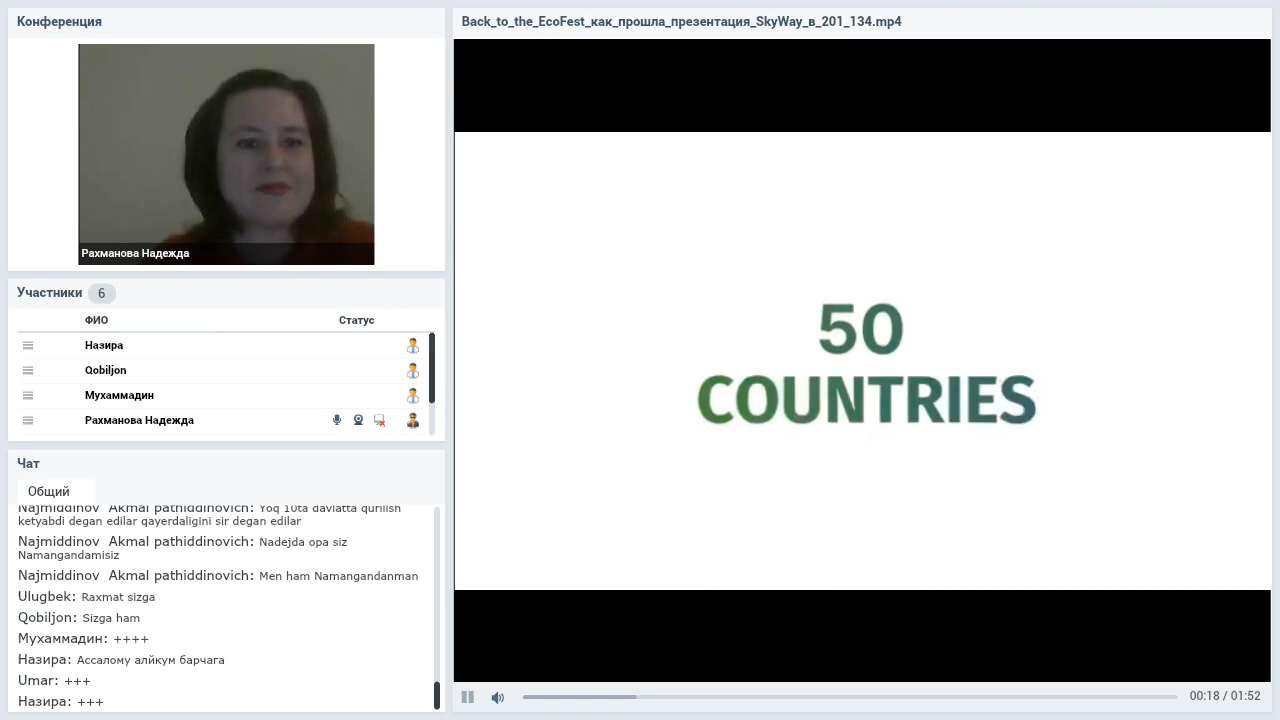 Конференция
Рахманова Надежда
Участники 6
ФИО Статус
Назира
Qobiljon
Мухаммадин
Рахманова Надежда
Чат
Общий
Najmiddinov Akmal pathiddinovich: Yoq 10ta davlatta qurilish
ketyabdi degan edilar qayerdaligini sir degan edilar
Najmiddinov Akmal pathiddinovich: Nadejda opa siz
Namangandamisiz
Najmiddinov Akmal pathiddinovich: Men ham Namangandanman
Ulugbek: Raxmat sizga
Qobiljon: Sizga ham
Мухаммадин: ++++
Назира: Ассалому алйкум барчага
Umar: +++
Назира: +++
Back_to_the_EcoFest_как_прошла_презентация_SkyWay_в_201_134.mp4
50
COUNTRIES
00:18 / 01:52